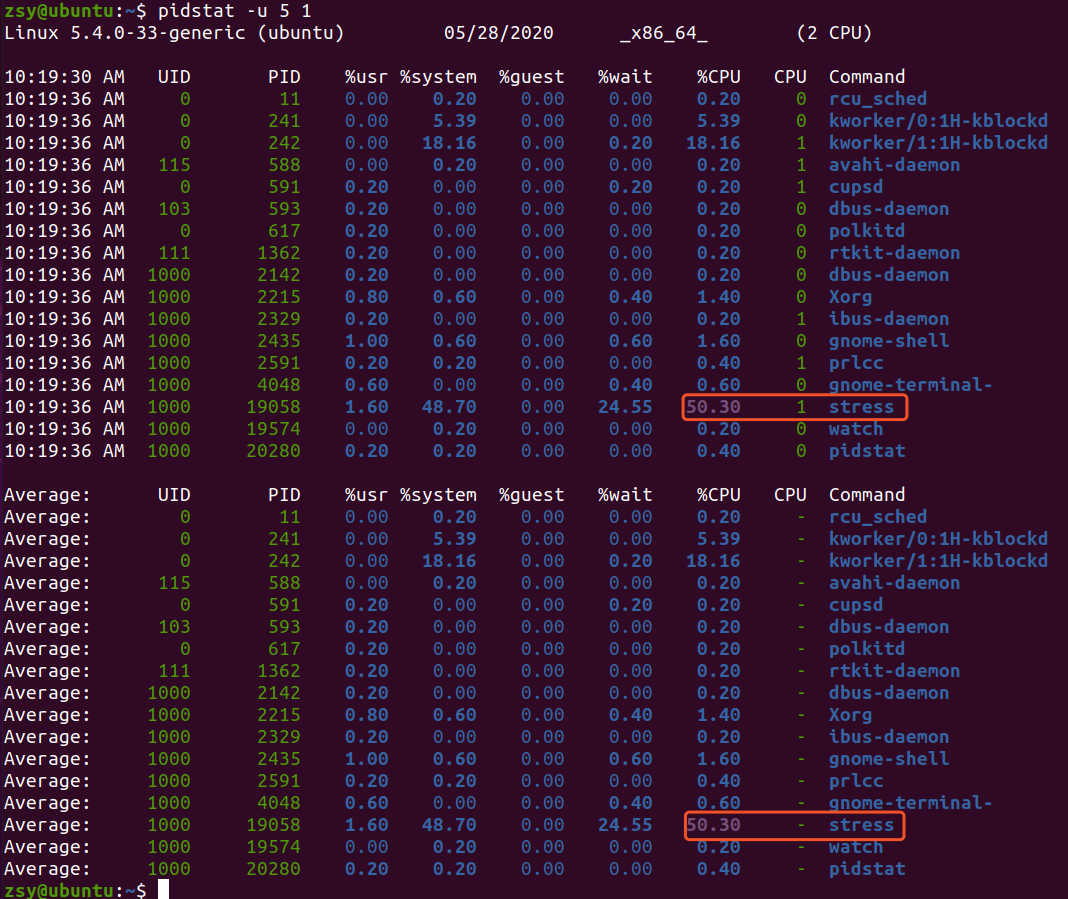 zsy@ubuntu:~$ pidstat -u 5 1
Linux 5.4.0-33-generic (ubuntu) 05/28/2020 _x86_64_ (2 CPU)
10:19:30 AM UID PID %usr %system %guest %wait %CPU CPU Command
10:19:36 AM 0 11 0.00 0.20 0.00 0.00 0.20 0 rcu_sched
10:19:36 AM 0 241 0.00 5.39 0.00 0.00 5.39 0 kworker/0:1H-kblockd
10:19:36 AM 0 242 0.00 18.16 0.00 0.20 18.16 1 kworker/1:1H-kblockd
10:19:36 AM 115 588 0.00 0.20 0.00 0.00 0.20 1 avahi-daemon
10:19:36 AM 0 591 0.20 0.00 0.00 0.20 0.20 1 cupsd
10:19:36 AM 103 593 0.20 0.00 0.00 0.00 0.20 0 dbus-daemon
10:19:36 AM 0 617 0.20 0.00 0.00 0.00 0.20 0 polkitd
10:19:36 AM 111 1362 0.20 0.00 0.00 0.00 0.20 0 rtkit-daemon
10:19:36 AM 1000 2142 0.20 0.00 0.00 0.00 0.20 0 dbus-daemon
10:19:36 AM 1000 2215 0.80 0.60 0.00 0.40 1.40 0 Xorg
10:19:36 AM 1000 2329 0.20 0.00 0.00 0.00 0.20 1 ibus-daemon
10:19:36 AM 1000 2435 1.00 0.60 0.00 0.60 1.60 0 gnome-shell
10:19:36 AM 1000 2591 0.20 0.20 0.00 0.00 0.40 1 prlcc
10:19:36 AM 1000 4048 0.60 0.00 0.00 0.40 0.60 0 gnome-terminal-
10:19:36 AM 1000 19058 1.60 48.70 0.00 24.55 50.30 1 stress
10:19:36 AM 1000 19574 0.00 0.20 0.00 0.00 0.20 0 watch
10:19:36 AM 1000 20280 0.20 0.20 0.00 0.00 0.40 0 pidstat
Average: UID PID %usr %system %guest %wait %CPU CPU Command
Average: 0 11 0.00 0.20 0.00 0.00 0.20 - rcu_sched
Average: 0 241 0.00 5.39 0.00 0.00 5.39 - kworker/0:1H-kblockd
Average: 0 242 0.00 18.16 0.00 0.20 18.16 - kworker/1:1H-kblockd
Average: 115 588 0.00 0.20 0.00 0.00 0.20 - avahi-daemon
Average: 0 591 0.20 0.00 0.00 0.20 0.20 - cupsd
Average: 103 593 0.20 0.00 0.00 0.00 0.20 - dbus-daemon
Average: 0 617 0.20 0.00 0.00 0.00 0.20 - polkitd
Average: 111 1362 0.20 0.00 0.00 0.00 0.20 - rtkit-daemon
Average: 1000 2142 0.20 0.00 0.00 0.00 0.20 - dbus-daemon
Average: 1000 2215 0.80 0.60 0.00 0.40 1.40 - Xorg
Average: 1000 2329 0.20 0.00 0.00 0.00 0.20 - ibus-daemon
Average: 1000 2435 1.00 0.60 0.00 0.60 1.60 - gnome-shell
Average: 1000 2591 0.20 0.20 0.00 0.00 0.40 - prlcc
Average: 1000 4048 0.60 0.00 0.00 0.40 0.60 - gnome-terminal-
Average: 1000 19058 1.60 48.70 0.00 24.55 50.30 - stress
Average: 1000 19574 0.00 0.20 0.00 0.00 0.20 - watch
Average: 1000 20280 0.20 0.20 0.00 0.00 0.40 - pidstat
zsy@ubuntu:~$